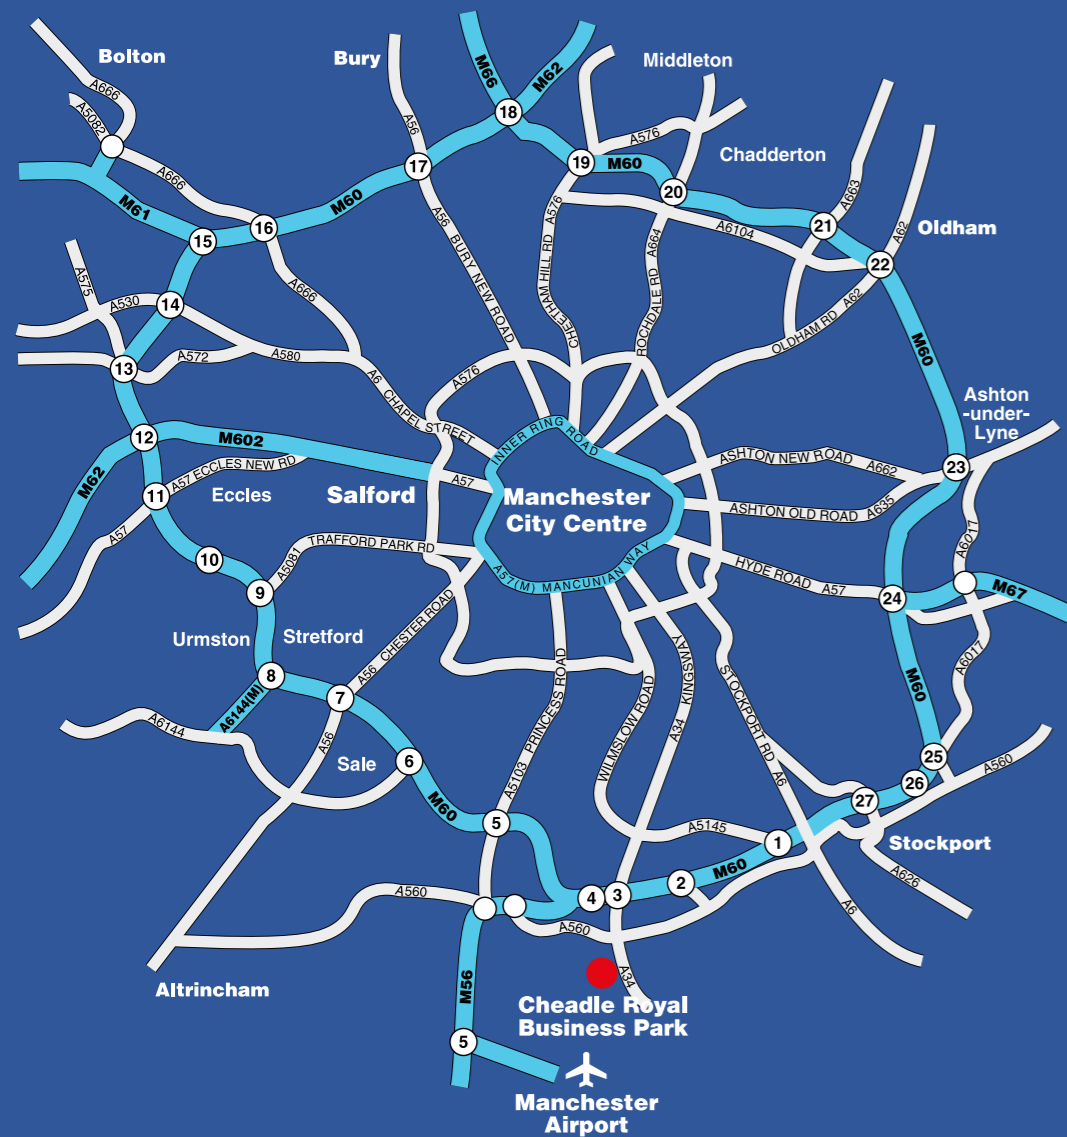 Bolton
Bury
Middleton
M66
M62
A666
A5082
A56
18
A576
17
19
M60
Chadderton
20
A666
M60
M61
A663
A62
Oldham
16
15
A576
A6104
21
22
A56 BURY NEW ROAD
CHEETHAM HILL RD
A664
ROCHDALE RD
A575
A530
14
A666
OLDHAM RD
A62
M60
13
A572
A580
A576
A6
CHAPEL STREET
Ashton
-under-
Lyne
INNER RING ROAD
12
M602
M62
A57 ECCLES NEW RD
ASHTON NEW ROAD
A662
23
11
Eccles
Salford
A57
Manchester
City Centre
ASHTON OLD ROAD
A635
A57
10
TRAFFORD PARK RD
A5081
A57(M) MANCUNIAN WAY
HYDE ROAD
A57
A6017
9
24
M67
Urmston
Stretford
A56 CHESTER ROAD
8
7
A6144(M)
A6144
A56
A5103 PRINCESS ROAD
WILMSLOW ROAD
A34 KINGSWAY
STOCKPORT RD
A6
A6017
M60
Sale
6
M60
25
26
A560
27
5
A5145
1
Stockport
A560
4
3
2
M60
A626
A560
A6
A34
Altrincham
M56
Cheadle Royal
Business Park
5
Manchester
Airport